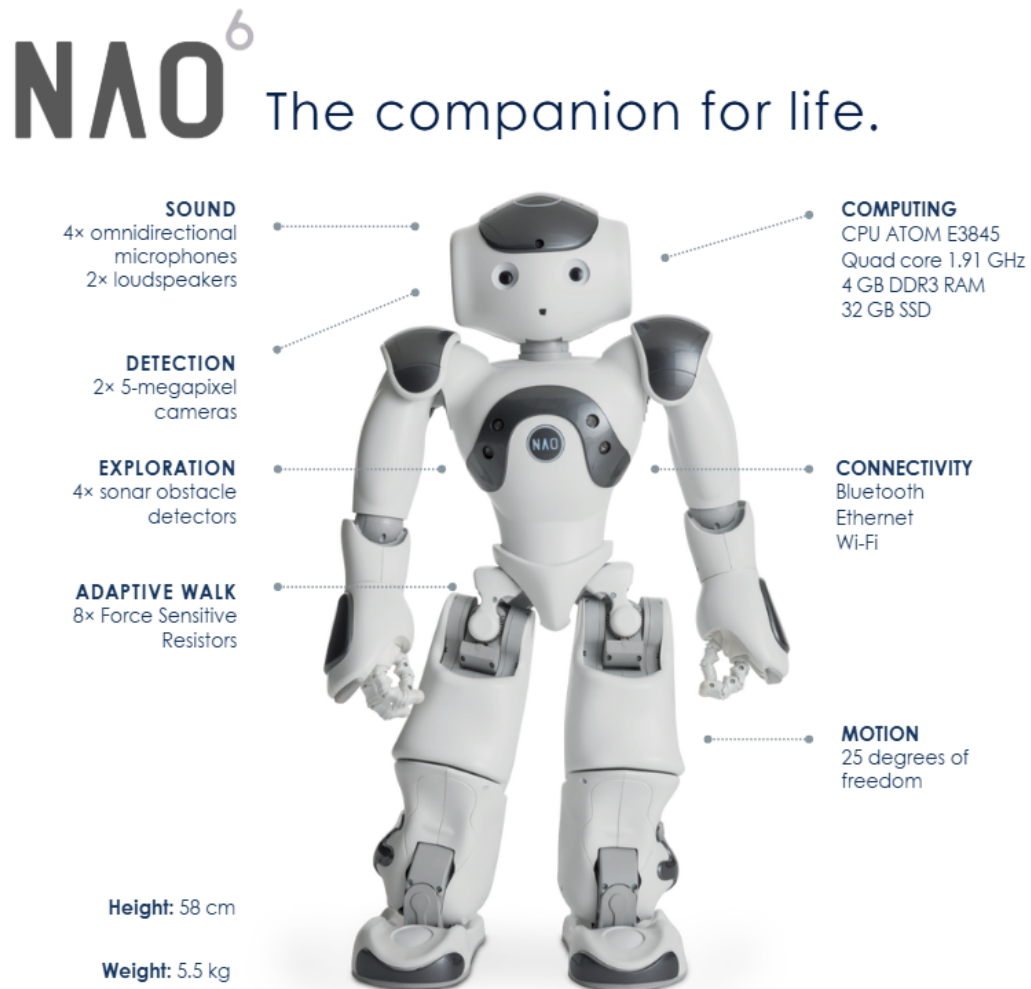 NAO⁶
The companion for life.
SOUND
4× omnidirectional
microphones
2× loudspeakers
DETECTION
2× 5-megapixel
cameras
EXPLORATION
4× sonar obstacle
detectors
ADAPTIVE WALK
8× Force Sensitive
Resistors
Height: 58 cm
Weight: 5.5 kg
NAO
COMPUTING
CPU ATOM E3845
Quad core 1.91 GHz
4 GB DDR3 RAM
32 GB SSD
CONNECTIVITY
Bluetooth
Ethernet
Wi-Fi
MOTION
25 degrees of
freedom